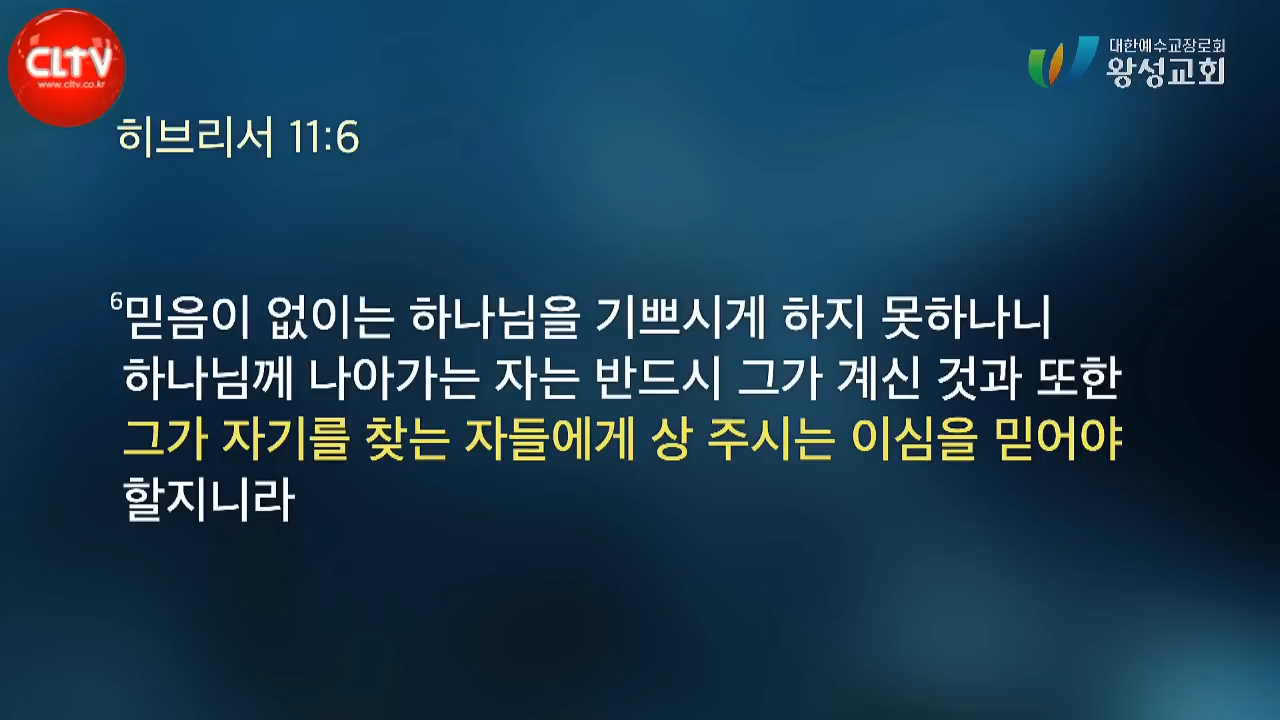 CLTV
www.cltv.co.kr
대한예수교장로회
왕성교회
히브리서 11:6
6믿음이 없이는 하나님을 기쁘시게 하지 못하나니
하나님께 나아가는 자는 반드시 그가 계신 것과 또한
그가 자기를 찾는 자들에게 상 주시는 이심을 믿어야
할지니라